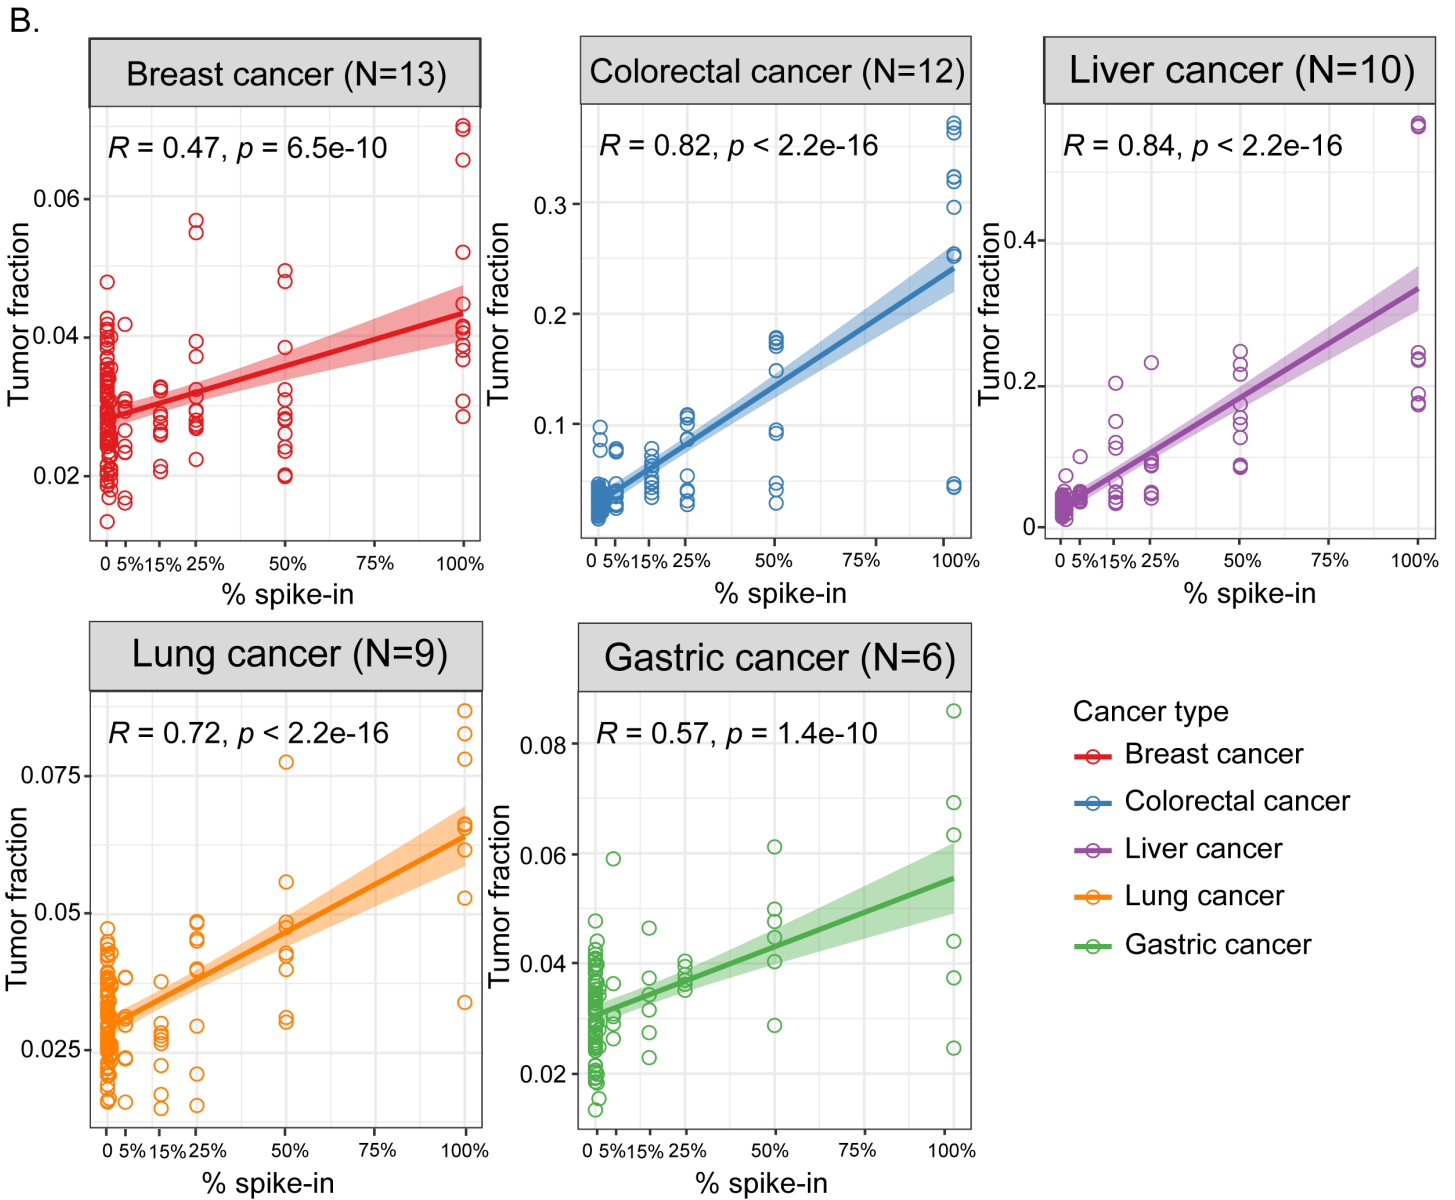 B.
Breast cancer (N=13)
R = 0.47, p = 6.5e-10
Tumor fraction
0.06
0.04
0.02
0 5% 15% 25% 50% 75% 100%
% spike-in
Colorectal cancer (N=12)
R = 0.82, p < 2.2e-16
Tumor fraction
0.3
0.2
0.1
0 5% 15% 25% 50% 75% 100%
% spike-in
Liver cancer (N=10)
R = 0.84, p < 2.2e-16
Tumor fraction
0.4
0.2
0
0 5% 15% 25% 50% 75% 100%
% spike-in
Lung cancer (N=9)
R = 0.72, p < 2.2e-16
Tumor fraction
0.075
0.05
0.025
0 5% 15% 25% 50% 75% 100%
% spike-in
Gastric cancer (N=6)
R = 0.57, p = 1.4e-10
Tumor fraction
0.08
0.06
0.04
0.02
0 5% 15% 25% 50% 75% 100%
% spike-in
Cancer type
Breast cancer
Colorectal cancer
Liver cancer
Lung cancer
Gastric cancer